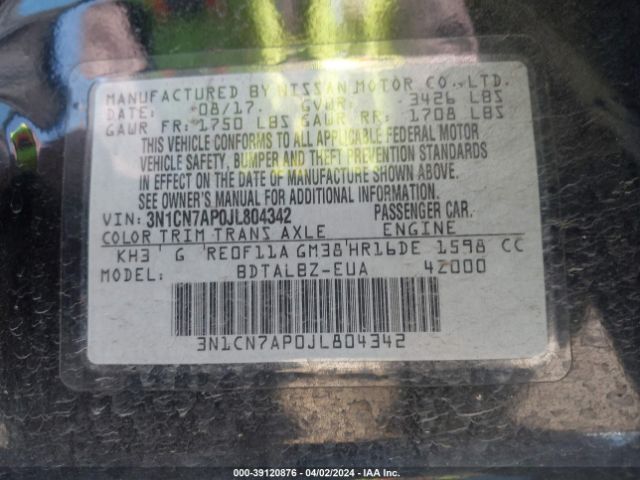 MANUFACTURED BY NISSAN MOTOR CO., LTD.
DATE: 08/17. GVWR: 3426 LBS
GAWR FR: 1750 LBS GAWR RR: 1708 LBS
THIS VEHICLE CONFORMS TO ALL APPLICABLE FEDERAL MOTOR
VEHICLE SAFETY, BUMPER AND THEFT PREVENTION STANDARDS
IN EFFECT ON THE DATE OF MANUFACTURE SHOWN ABOVE.
SEE OWNER'S MANUAL FOR ADDITIONAL INFORMATION.
VIN: 3N1CN7AP0JL804342 PASSENGER CAR.
COLOR TRIM TRANS AXLE ENGINE
KH3 G RE0F11A GM38 HR16DE 1598 CC
MODEL: BDTALBZ-EUA 4Z000
3N1CN7AP0JL804342
000-39120876 | 04/02/2024 | IAA Inc.